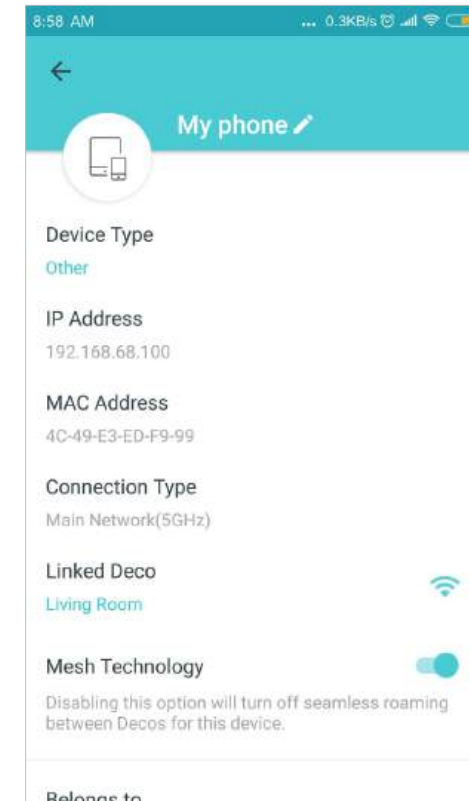 8:58 AM ... 0.3KB/s
My phone
Device Type
Other
IP Address
192.168.68.100
MAC Address
4C-49-E3-ED-F9-99
Connection Type
Main Network(5GHz)
Linked Deco
Living Room
Mesh Technology
Disabling this option will turn off seamless roaming
between Decos for this device.
Belongs to